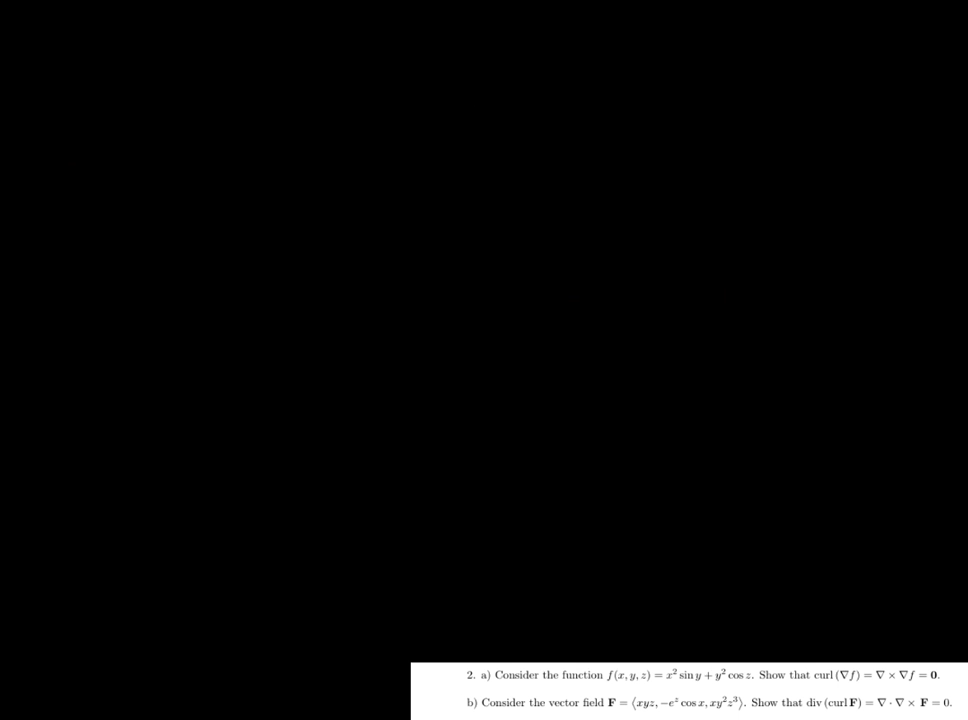 2. a) Consider the function f(x, y, z) = x² sin y + y² cos z. Show that curl (∇f) = ∇ × ∇f = 0.
b) Consider the vector field F = ⟨xyz, −eᶻ cos x, xy²z³⟩. Show that div (curl F) = ∇ · ∇ × F = 0.